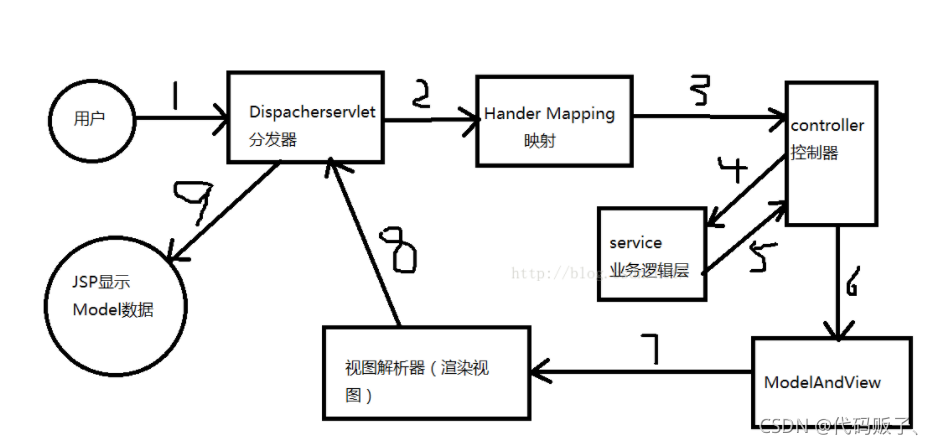 用户
1
Dispacherservlet
分发器
2
Hander Mapping
映射
3
controller
控制器
4
service
业务逻辑层
5
6
ModelAndView
7
视图解析器（渲染视
图）
8
9
JSP显示
Model数据
http://blog.
CSDN @代码贩子、